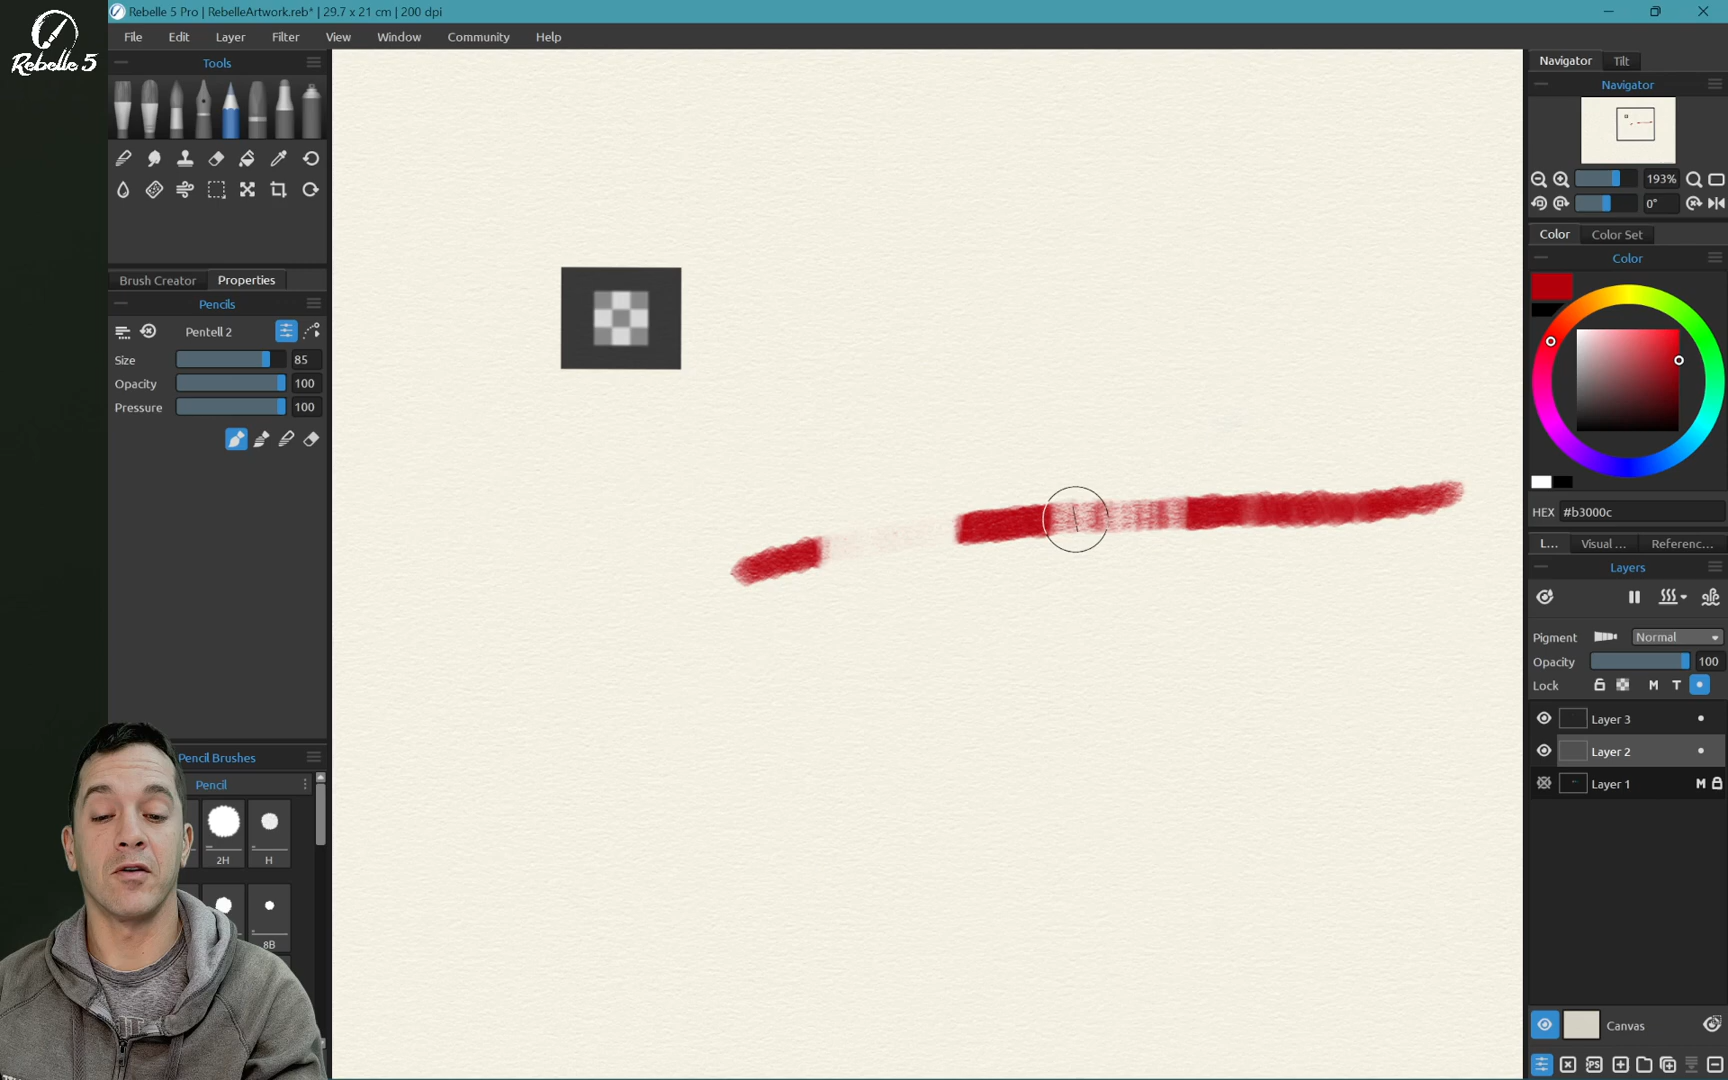 Rebelle 5 Pro | RebelleArtwork.reb* | 29.7 x 21 cm | 200 dpi
Rebelle 5
File Edit Layer Filter View Window Community Help
Tools
Brush Creator Properties
Pencils
Pentell 2
Size 85
Opacity 100
Pressure 100
Pencil Brushes
Pencil
2H H
8B
Navigator Tilt
Navigator
193%
0°
Color Color Set
Color
HEX #b3000c
L... Visual ... Referenc...
Layers
Pigment Normal
Opacity 100
Lock M T
Layer 3
Layer 2
Layer 1 M
Canvas
PS